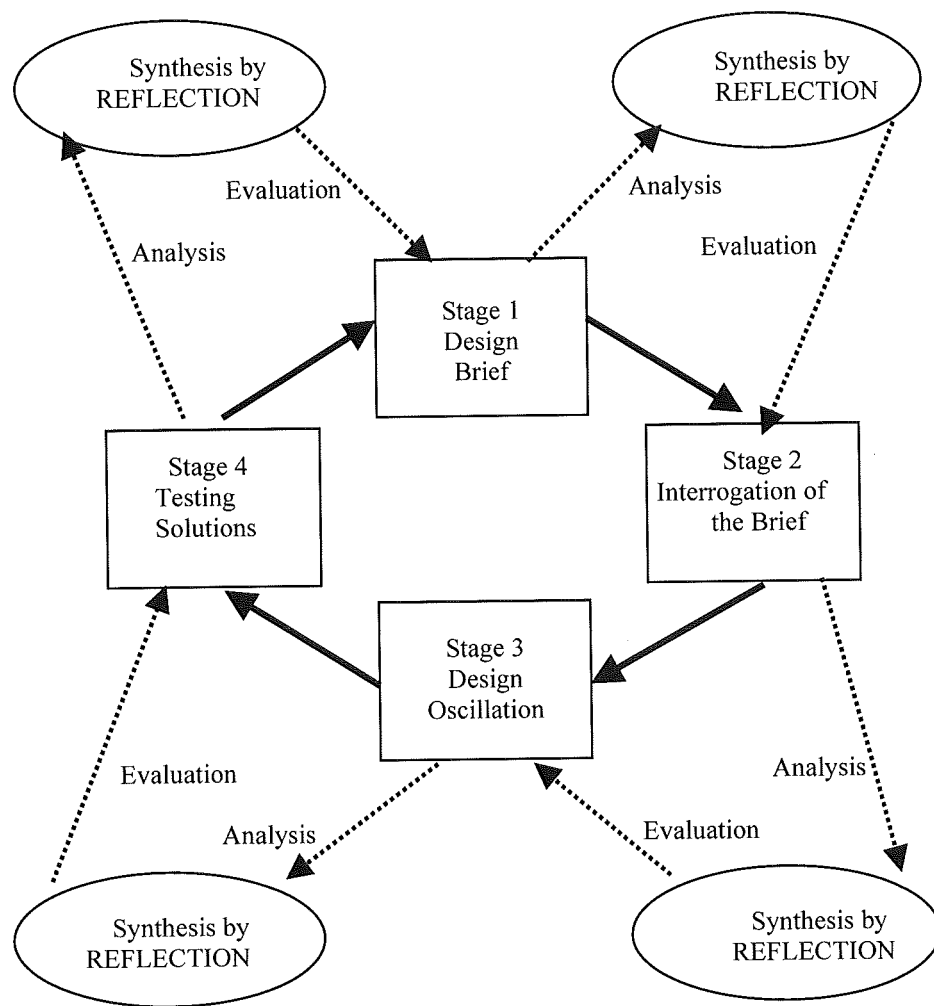 Synthesis by
REFLECTION
Synthesis by
REFLECTION
Evaluation
Analysis
Analysis
Evaluation
Stage 1
Design
Brief
Stage 4
Testing
Solutions
Stage 2
Interrogation of
the Brief
Stage 3
Design
Oscillation
Evaluation
Analysis
Analysis
Evaluation
Synthesis by
REFLECTION
Synthesis by
REFLECTION